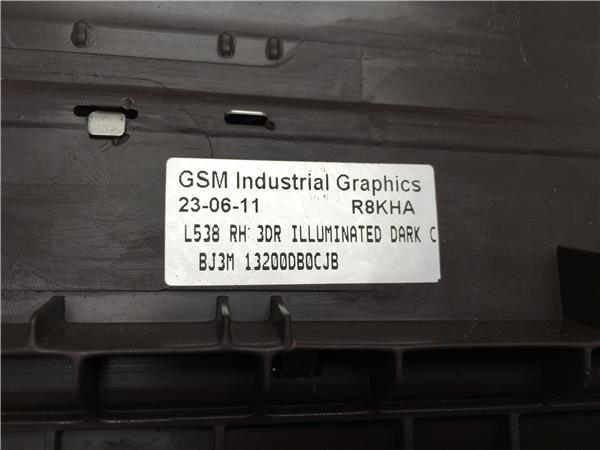 GSM Industrial Graphics
23-06-11 R8KHA
L538 RH 3DR ILLUMINATED DARK C
BJ3M 13200DB0CJB